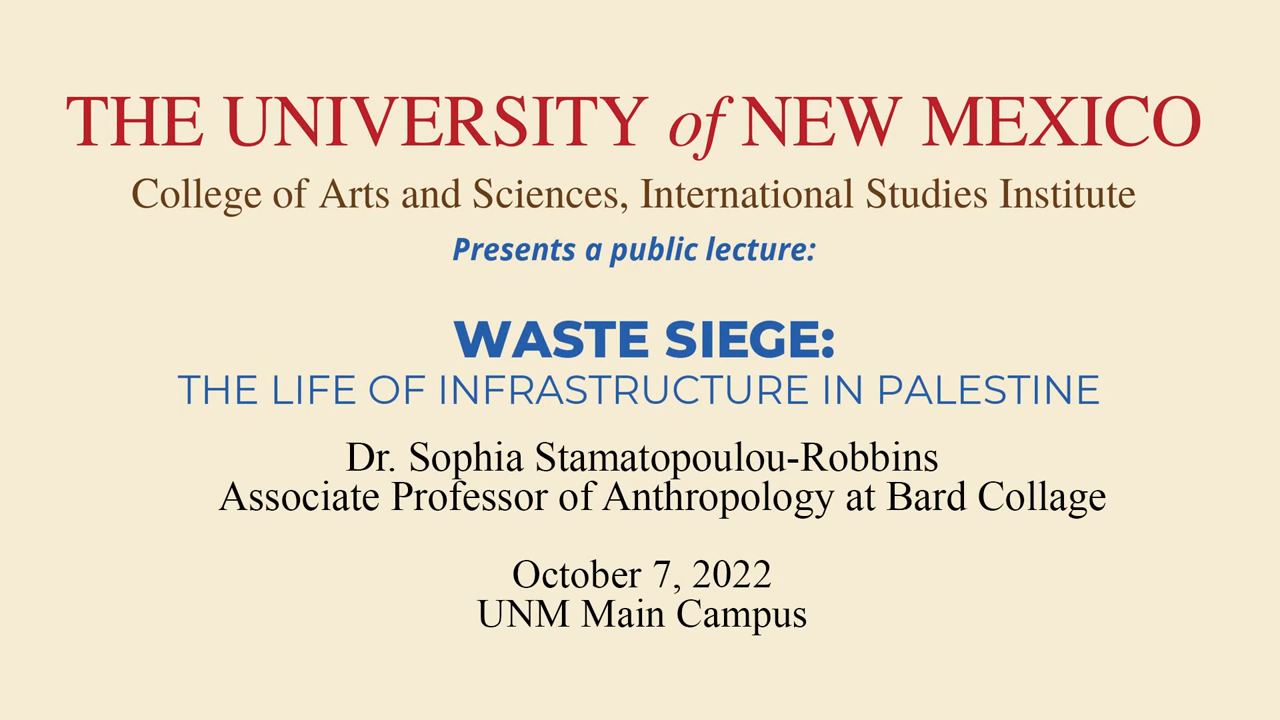 THE UNIVERSITY of NEW MEXICO
College of Arts and Sciences, International Studies Institute
Presents a public lecture:
WASTE SIEGE:
THE LIFE OF INFRASTRUCTURE IN PALESTINE
Dr. Sophia Stamatopoulou-Robbins
Associate Professor of Anthropology at Bard Collage
October 7, 2022
UNM Main Campus